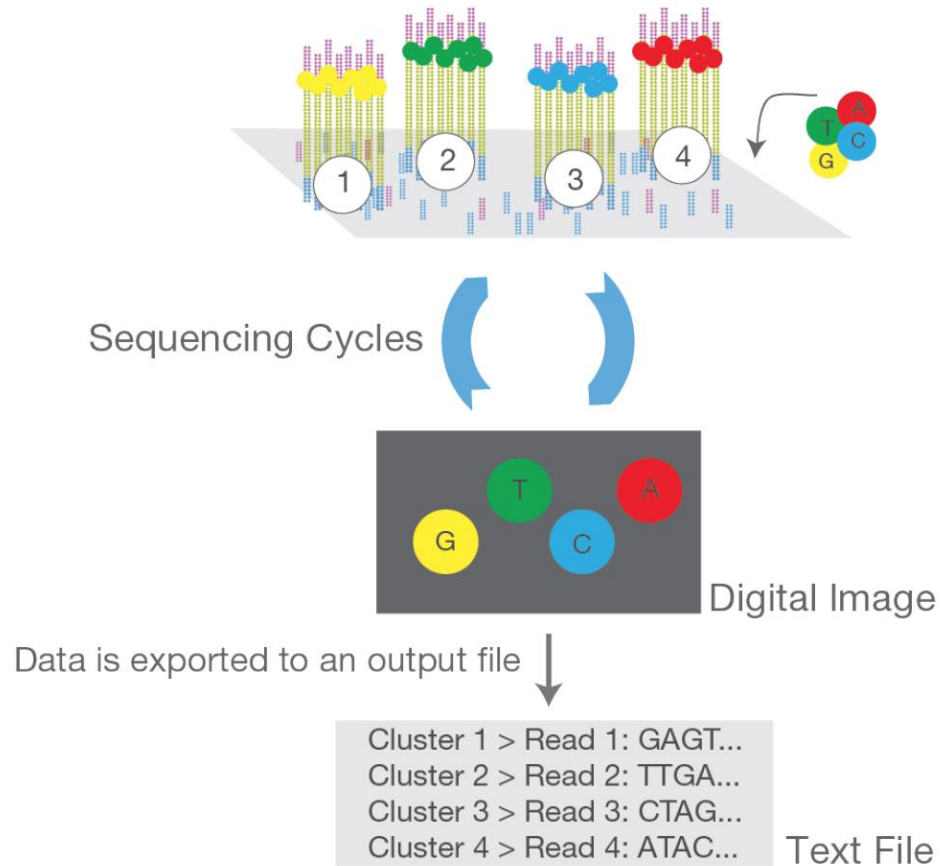 A
T
C
G
2
4
1
3
Sequencing Cycles
T
A
G
C
Digital Image
Data is exported to an output file
Cluster 1 > Read 1: GAGT...
Cluster 2 > Read 2: TTGA...
Cluster 3 > Read 3: CTAG...
Cluster 4 > Read 4: ATAC...
Text File